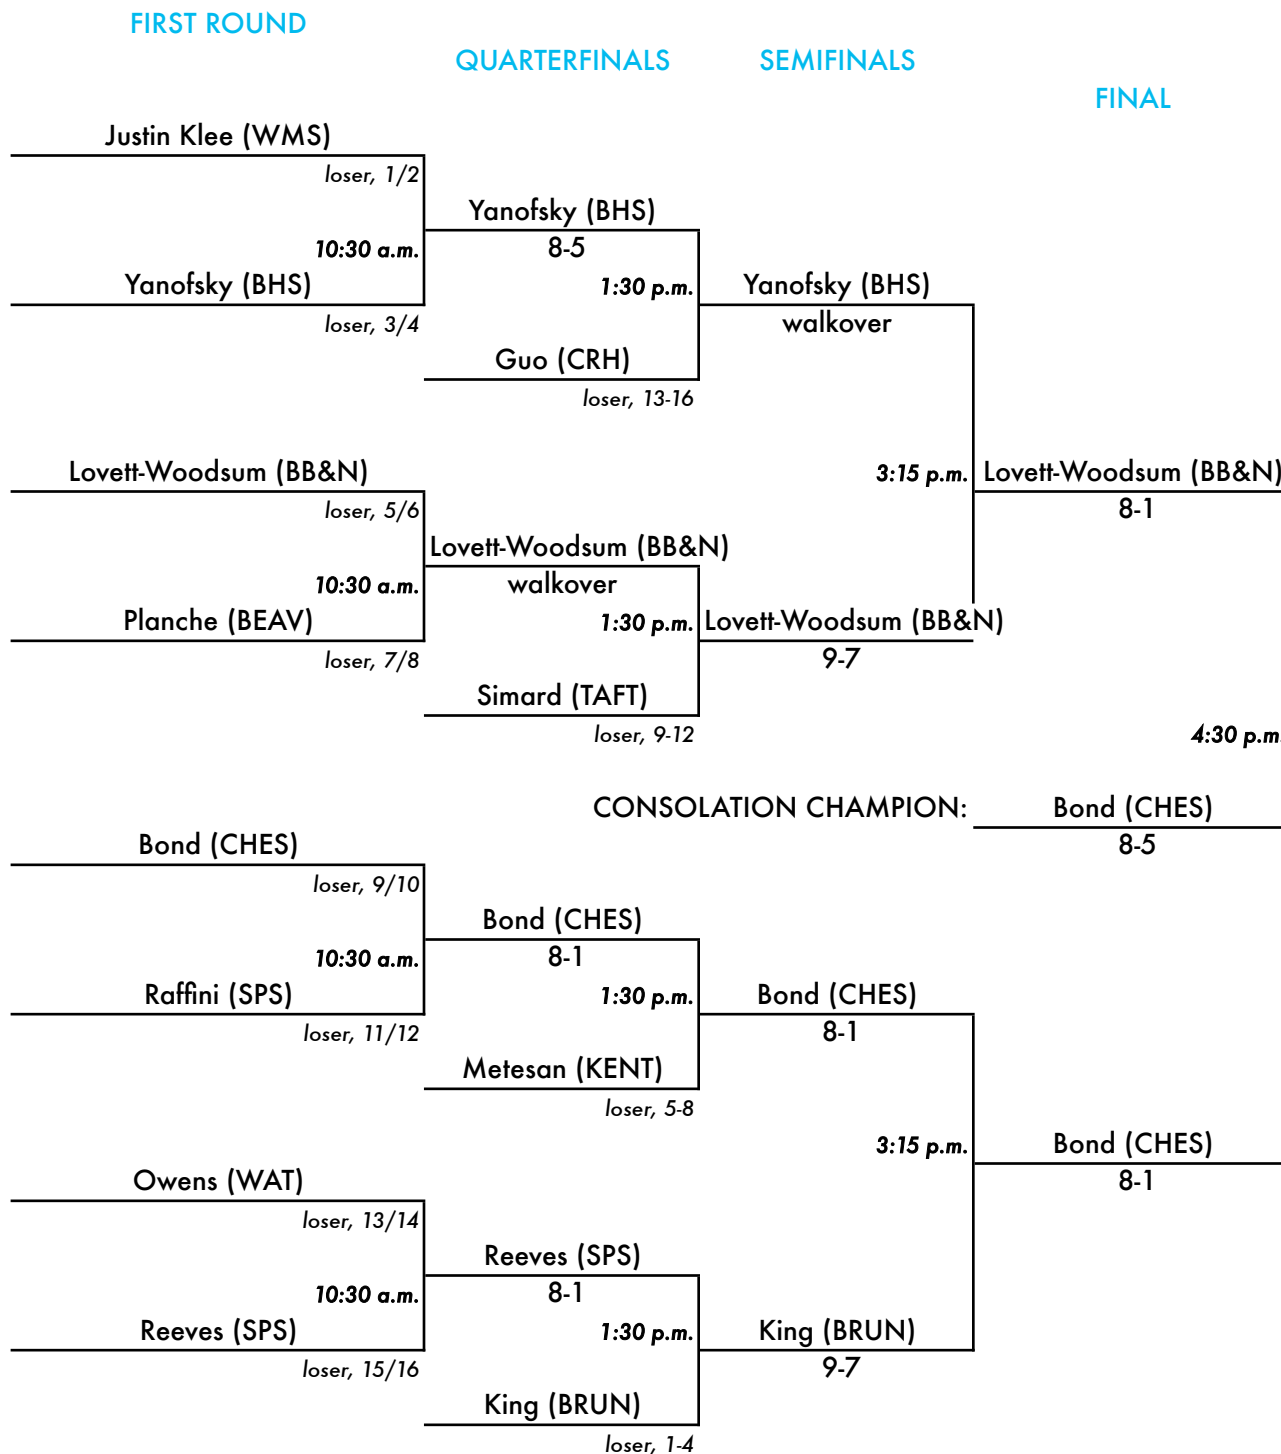 FIRST ROUND
QUARTERFINALS
SEMIFINALS
FINAL
Justin Klee (WMS)
loser, 1/2
Yanofsky (BHS)
10:30 a.m.
8-5
Yanofsky (BHS)
1:30 p.m.
Yanofsky (BHS)
loser, 3/4
walkover
Guo (CRH)
loser, 13-16
Lovett-Woodsum (BB&N)
3:15 p.m.
Lovett-Woodsum (BB&N)
loser, 5/6
8-1
Lovett-Woodsum (BB&N)
10:30 a.m.
walkover
Planche (BEAV)
1:30 p.m.
Lovett-Woodsum (BB&N)
loser, 7/8
9-7
Simard (TAFT)
loser, 9-12
4:30 p.m.
CONSOLATION CHAMPION:
Bond (CHES)
8-5
Bond (CHES)
loser, 9/10
Bond (CHES)
10:30 a.m.
8-1
Raffini (SPS)
1:30 p.m.
Bond (CHES)
loser, 11/12
8-1
Metesan (KENT)
loser, 5-8
3:15 p.m.
Bond (CHES)
8-1
Owens (WAT)
loser, 13/14
Reeves (SPS)
10:30 a.m.
8-1
Reeves (SPS)
1:30 p.m.
King (BRUN)
loser, 15/16
9-7
King (BRUN)
loser, 1-4